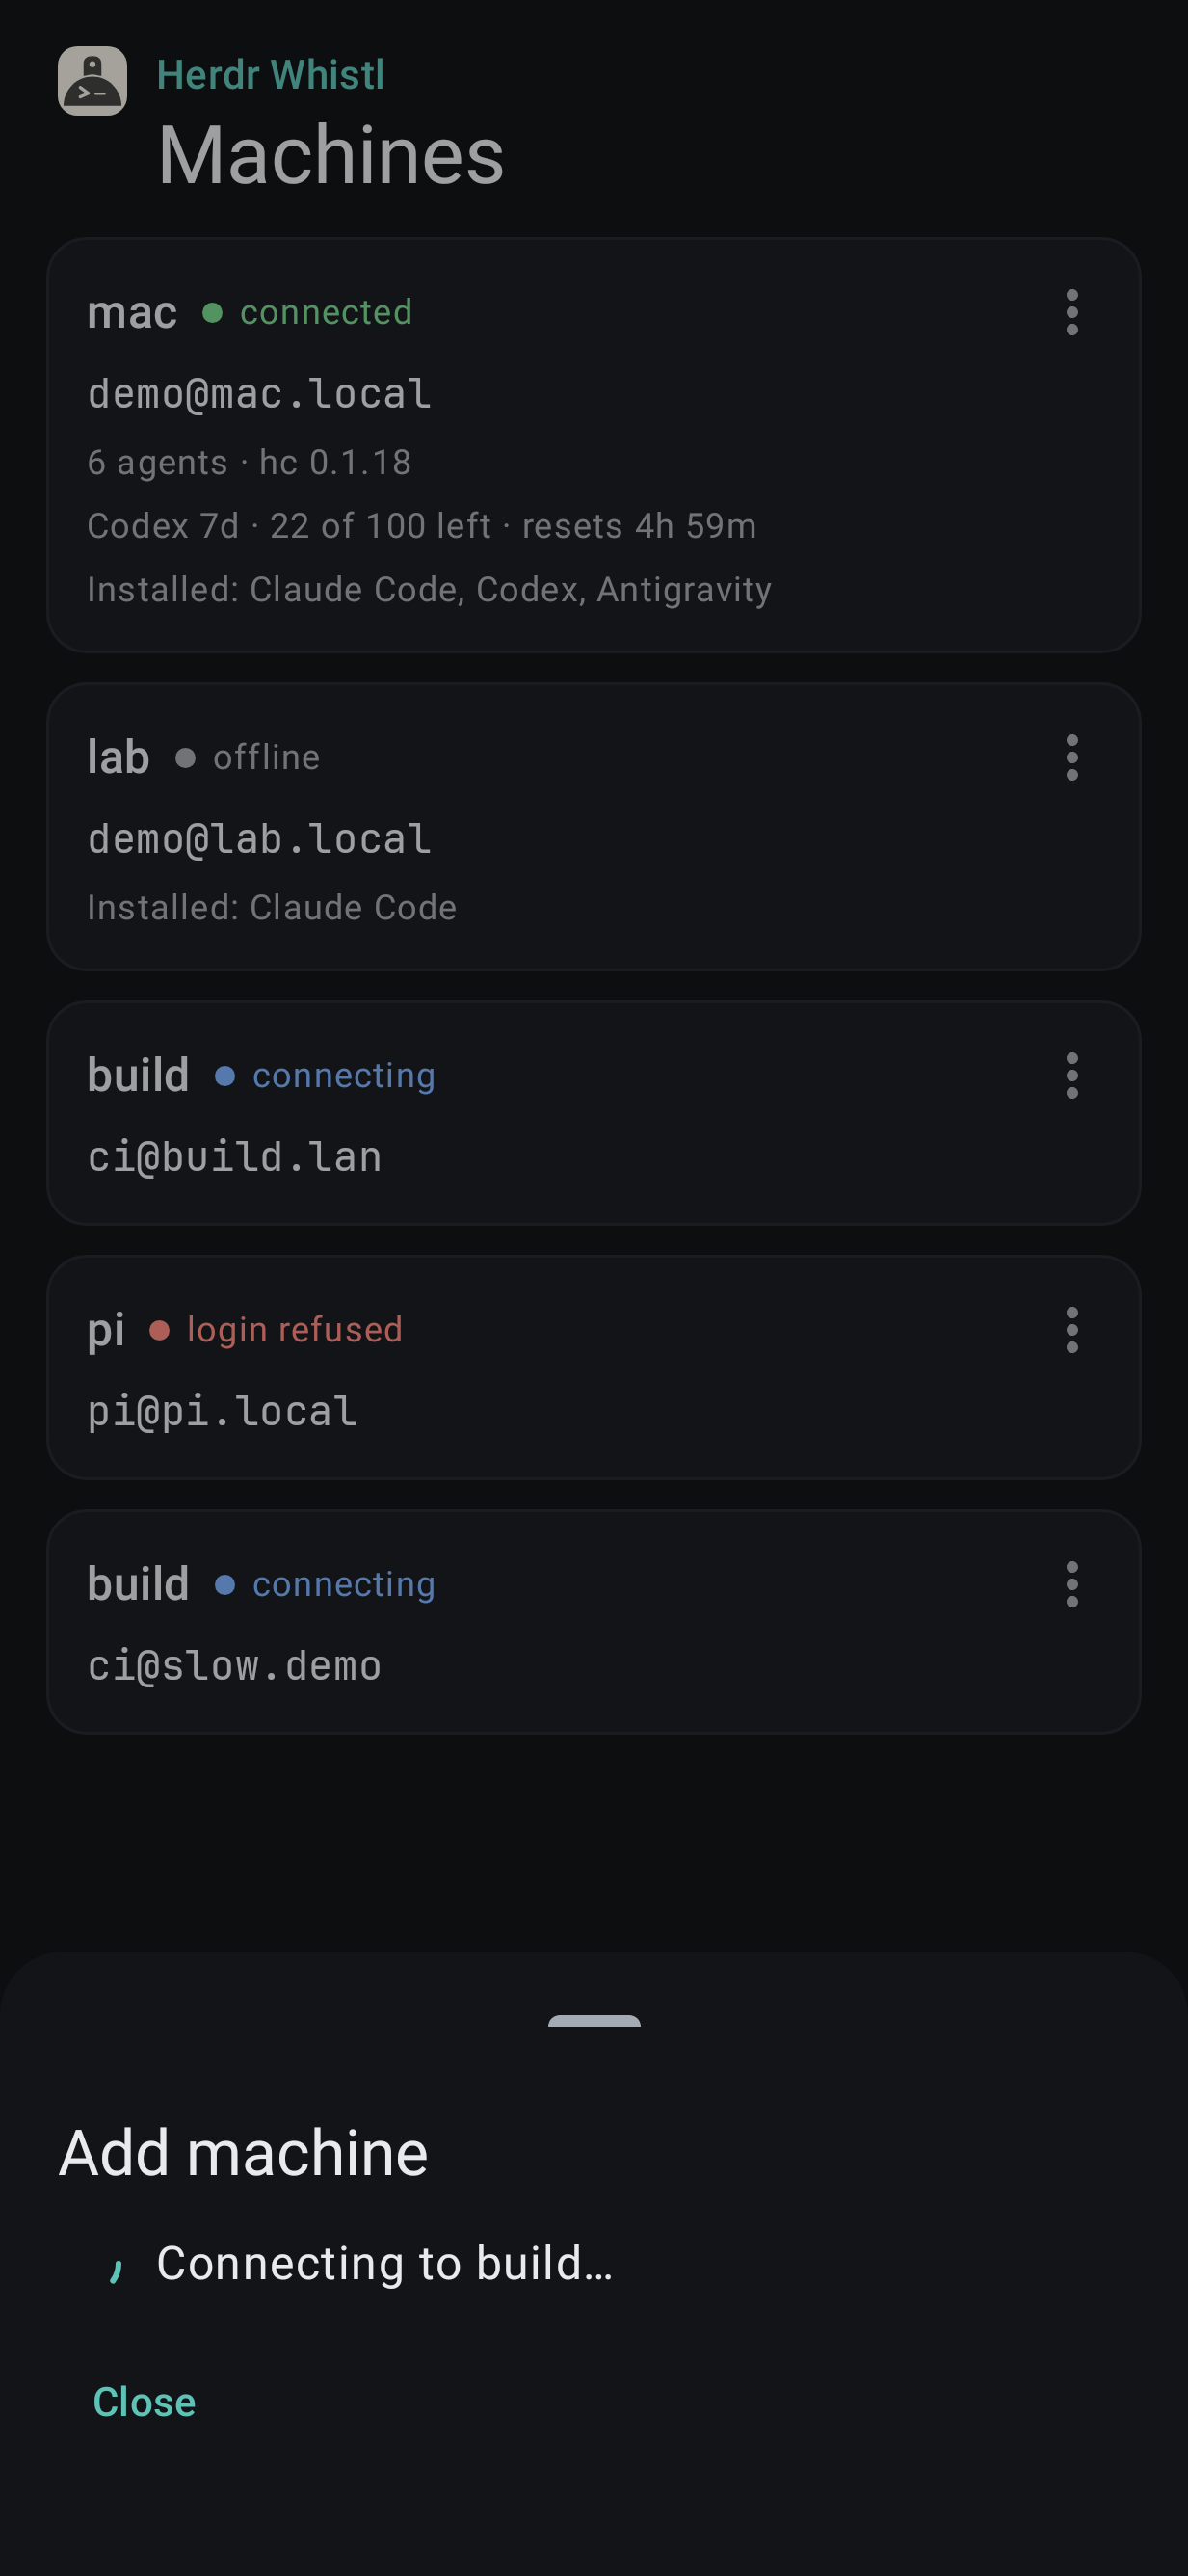 Herdr Whistl
Machines
mac connected
demo@mac.local
6 agents · hc 0.1.18
Codex 7d · 22 of 100 left · resets 4h 59m
Installed: Claude Code, Codex, Antigravity
lab offline
demo@lab.local
Installed: Claude Code
build connecting
ci@build.lan
pi login refused
pi@pi.local
build connecting
ci@slow.demo
Add machine
Connecting to build…
Close